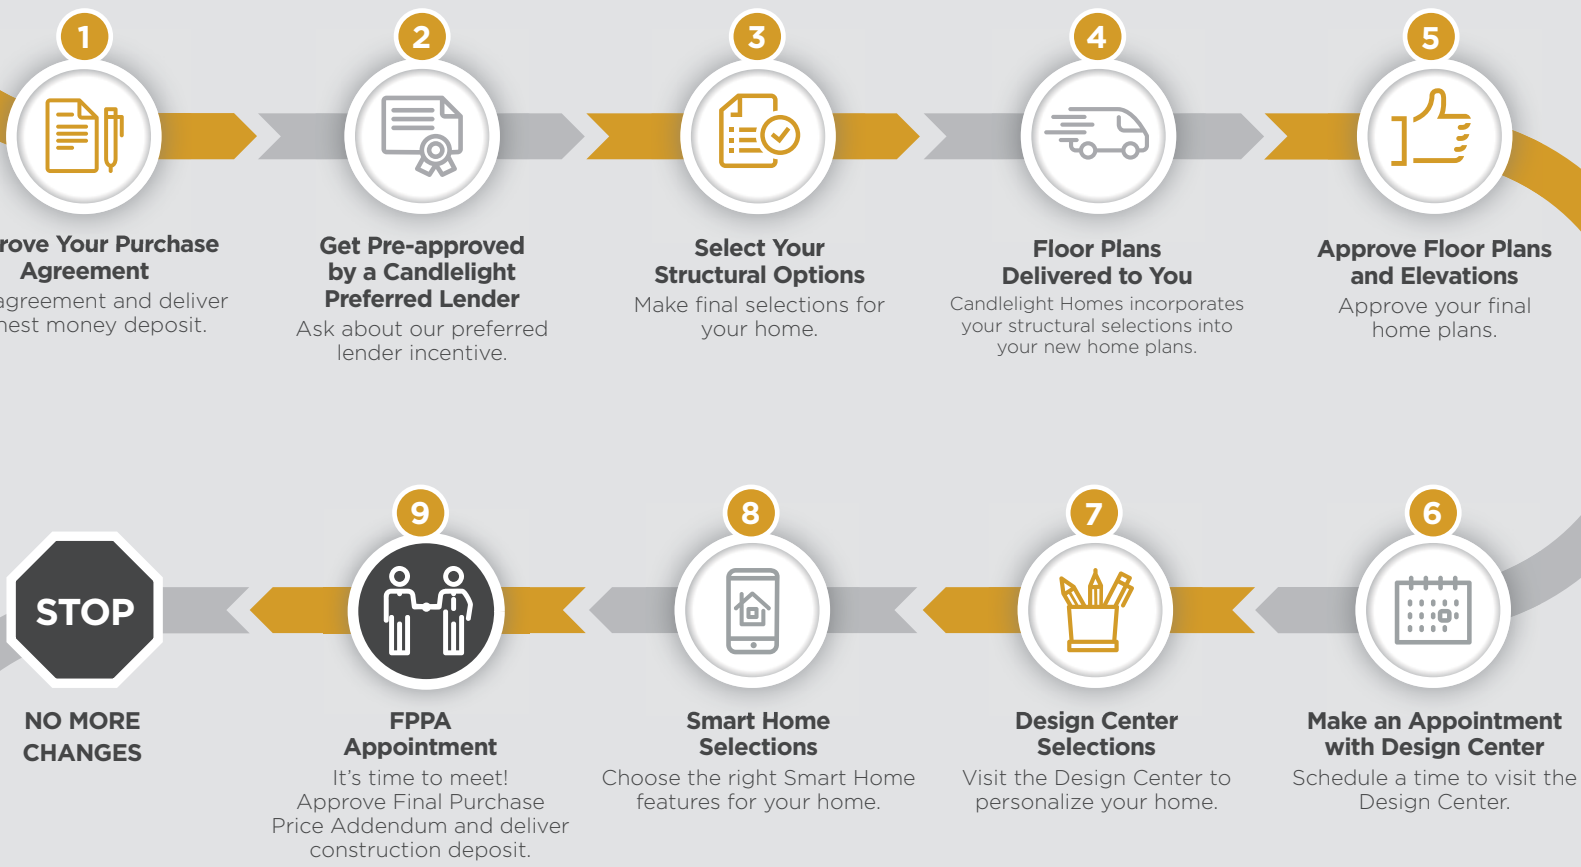 1
rove Your Purchase
Agreement
agreement and deliver
nest money deposit.
2
Get Pre-approved
by a Candlelight
Preferred Lender
Ask about our preferred
lender incentive.
3
Select Your
Structural Options
Make final selections for
your home.
4
Floor Plans
Delivered to You
Candlelight Homes incorporates
your structural selections into
your new home plans.
5
Approve Floor Plans
and Elevations
Approve your final
home plans.
6
Make an Appointment
with Design Center
Schedule a time to visit the
Design Center.
7
Design Center
Selections
Visit the Design Center to
personalize your home.
8
Smart Home
Selections
Choose the right Smart Home
features for your home.
9
FPPA
Appointment
It’s time to meet!
Approve Final Purchase
Price Addendum and deliver
construction deposit.
STOP
NO MORE
CHANGES